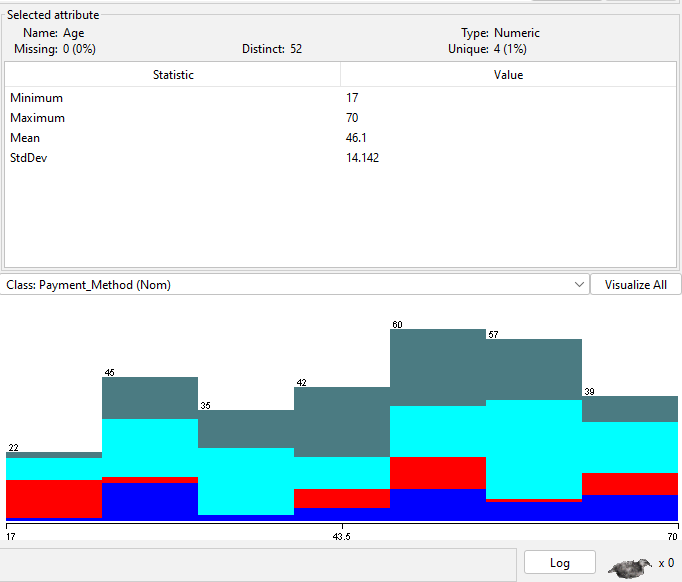 Selected attribute
Name: Age Type: Numeric
Missing: 0 (0%) Distinct: 52 Unique: 4 (1%)
Statistic Value
Minimum 17
Maximum 70
Mean 46.1
StdDev 14.142
Class: Payment_Method (Nom) Visualize All
60
57
45
42
39
35
22
17 43.5 70
Log x 0